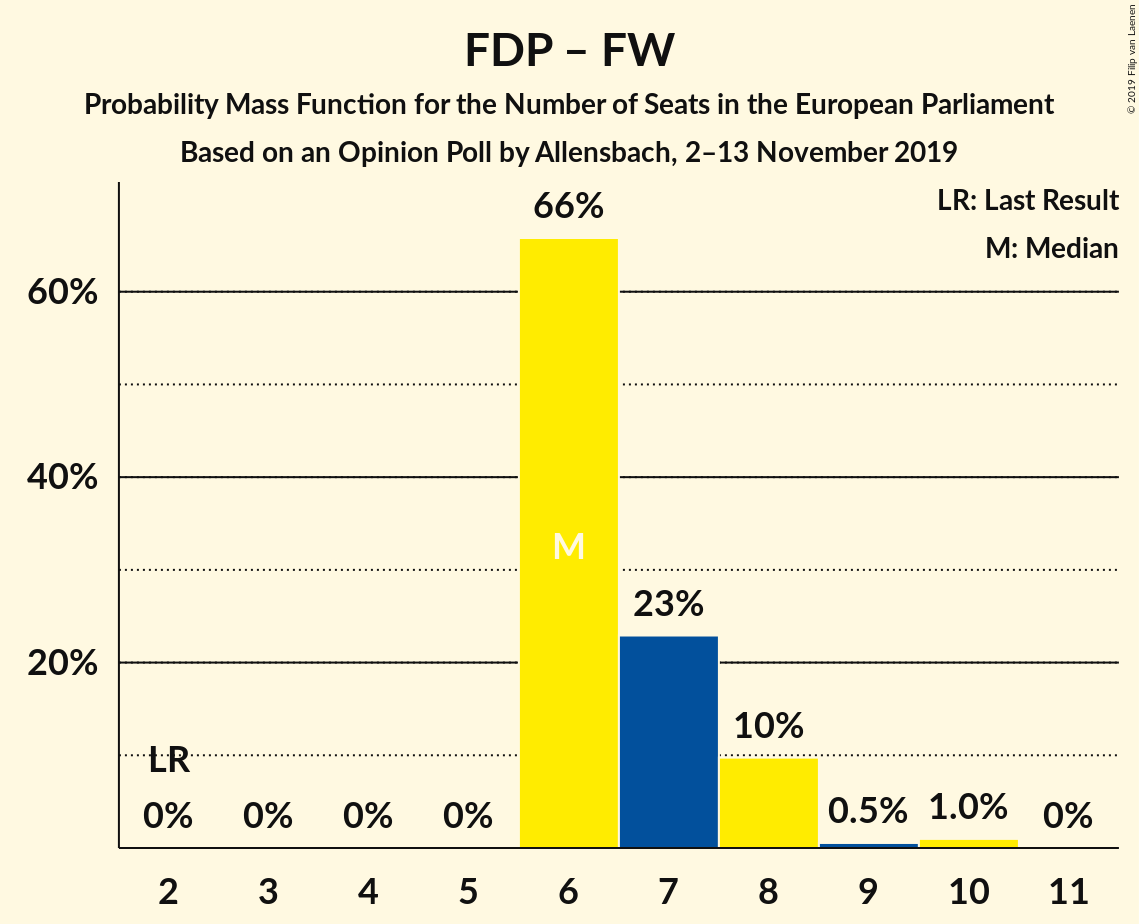 FDP – FW
Probability Mass Function for the Number of Seats in the European Parliament
Based on an Opinion Poll by Allensbach, 2–13 November 2019
© 2019 Filip van Laenen
LR: Last Result
M: Median
66%
60%
40%
M
23%
20%
10%
LR
0%
0%
0%
0%
0.5%
1.0%
0%
2
3
4
5
6
7
8
9
10
11